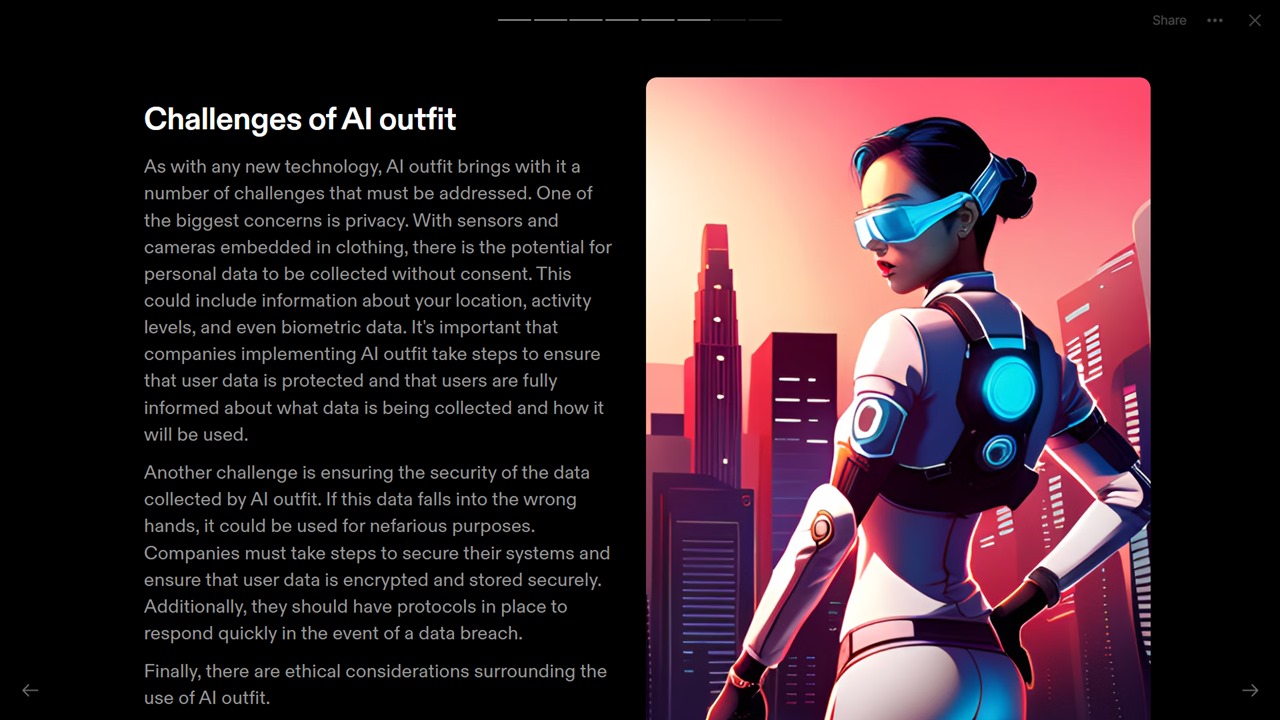 Share
Challenges of AI outfit
As with any new technology, AI outfit brings with it a
number of challenges that must be addressed. One of
the biggest concerns is privacy. With sensors and
cameras embedded in clothing, there is the potential for
personal data to be collected without consent. This
could include information about your location, activity
levels, and even biometric data. It's important that
companies implementing AI outfit take steps to ensure
that user data is protected and that users are fully
informed about what data is being collected and how it
will be used.
Another challenge is ensuring the security of the data
collected by AI outfit. If this data falls into the wrong
hands, it could be used for nefarious purposes.
Companies must take steps to secure their systems and
ensure that user data is encrypted and stored securely.
Additionally, they should have protocols in place to
respond quickly in the event of a data breach.
Finally, there are ethical considerations surrounding the
use of AI outfit.